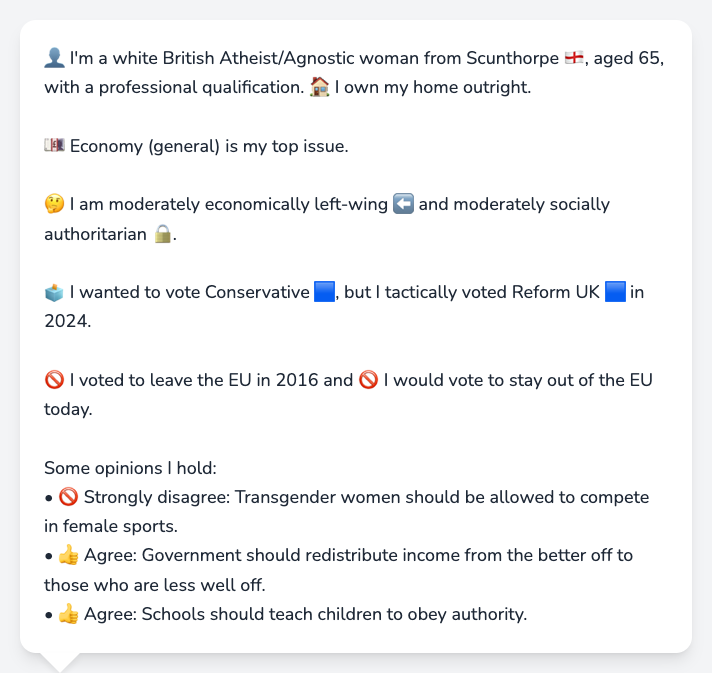 👤 I'm a white British Atheist/Agnostic woman from Scunthorpe 🏴󠁧󠁢󠁥󠁮󠁧󠁿, aged 65,
with a professional qualification. 🏠 I own my home outright.
💷 Economy (general) is my top issue.
🤔 I am moderately economically left-wing ⬅️ and moderately socially
authoritarian 🔒.
🗳️ I wanted to vote Conservative 🟦, but I tactically voted Reform UK 🟦 in
2024.
🚫 I voted to leave the EU in 2016 and 🚫 I would vote to stay out of the EU
today.
Some opinions I hold:
• 🚫 Strongly disagree: Transgender women should be allowed to compete
in female sports.
• 👍 Agree: Government should redistribute income from the better off to
those who are less well off.
• 👍 Agree: Schools should teach children to obey authority.